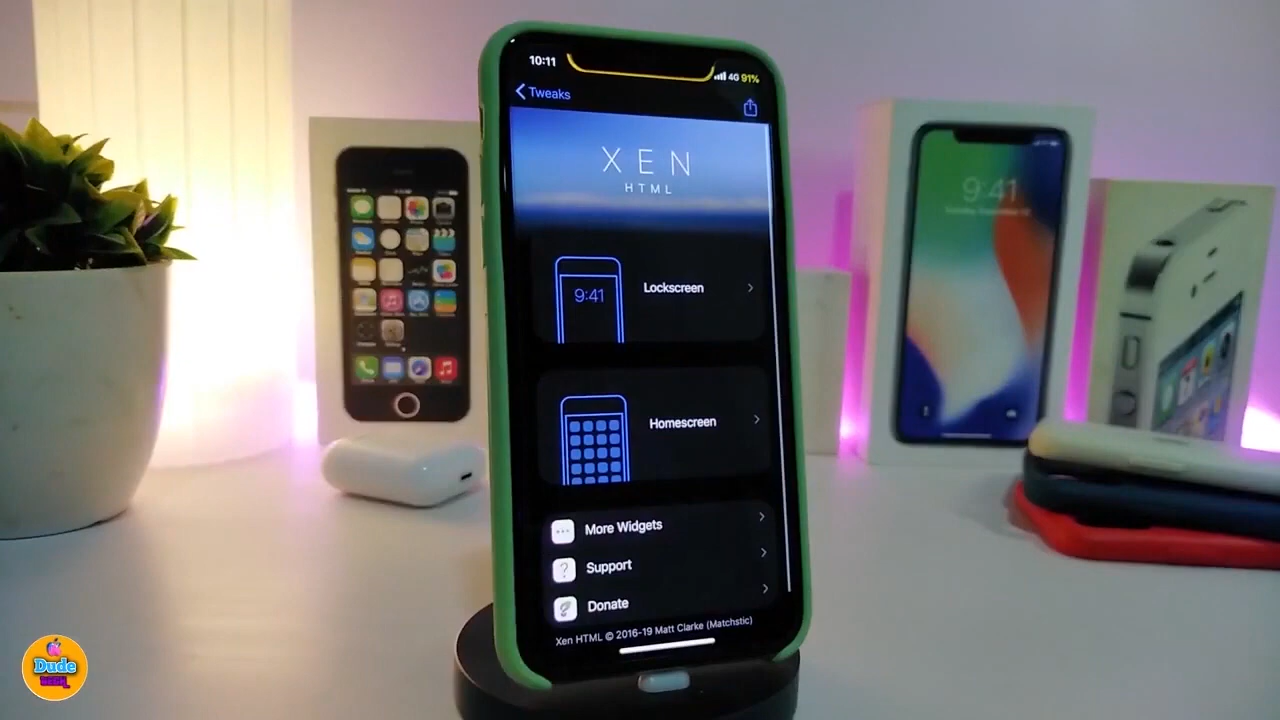 10:11
4G 91%
Tweaks
XEN
HTML
9:41
Lockscreen
Homescreen
More Widgets
Support
Donate
Xen HTML © 2016-19 Matt Clarke (Matchstic)
9:41
Dude